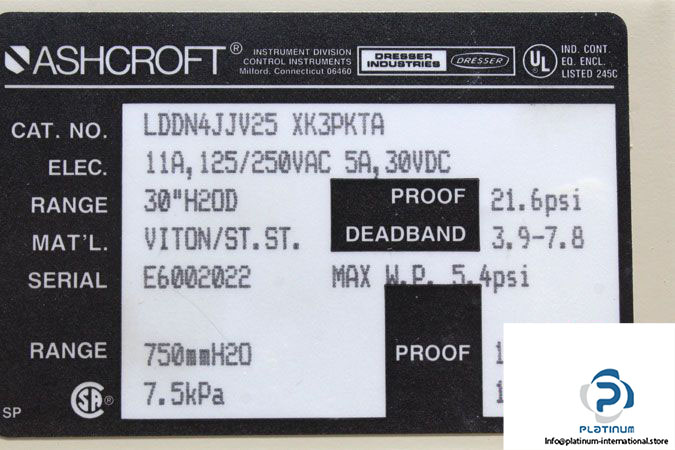 ASHCROFT®
INSTRUMENT DIVISION
CONTROL INSTRUMENTS
Milford, Connecticut 06460
DRESSER
INDUSTRIES
DRESSER
UL
®
IND. CONT.
EQ. ENCL.
LISTED 245C
CAT. NO. LDDN4JJV25 XK3PKTA
ELEC. 11A,125/250VAC 5A,30VDC
RANGE 30"H2OD PROOF 21.6psi
MAT'L. VITON/ST.ST. DEADBAND 3.9-7.8
SERIAL E6002022 MAX W.P. 5.4psi
RANGE 750mmH2O PROOF 1
7.5kPa 1
SP
SA®
PLATINUM
Info@platinum-international.store